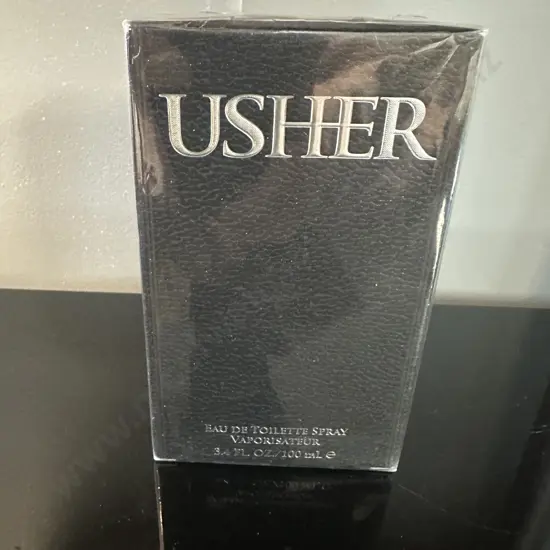 USHER
EAU DE TOILETTE SPRAY
VAPORISATEUR
3.4 FL. OZ./100 mL ℮